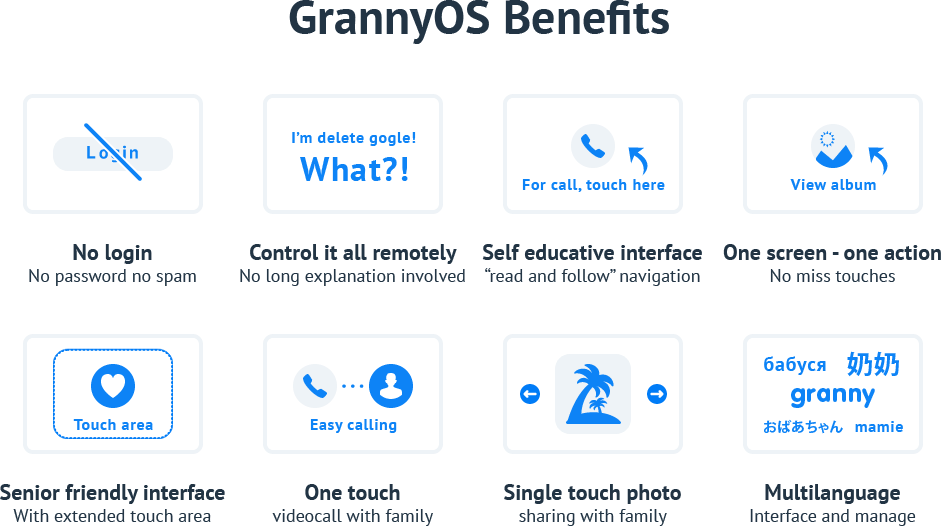 GrannyOS Benefits
Login
I'm delete gogle!
What?!
For call, touch here
View album
No login
No password no spam
Control it all remotely
No long explanation involved
Self educative interface
“read and follow” navigation
One screen - one action
No miss touches
Touch area
Easy calling
бабуся 奶奶
granny
おばあちゃん mamie
Senior friendly interface
With extended touch area
One touch
videocall with family
Single touch photo
sharing with family
Multilanguage
Interface and manage